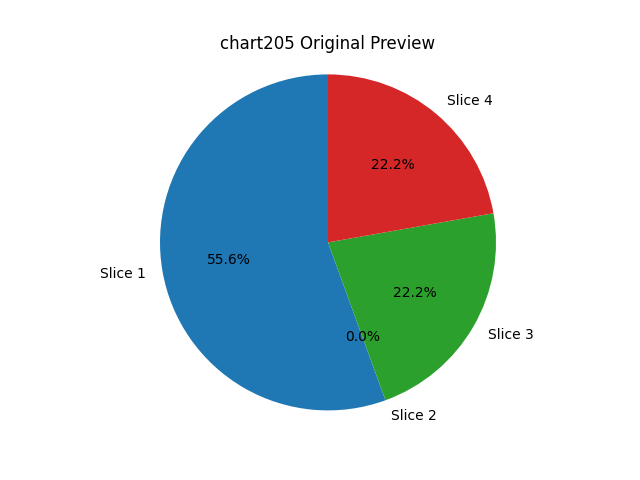 chart205 Original Preview
Slice 4
22.2%
55.6%
Slice 1
22.2%
0.0%
Slice 3
Slice 2